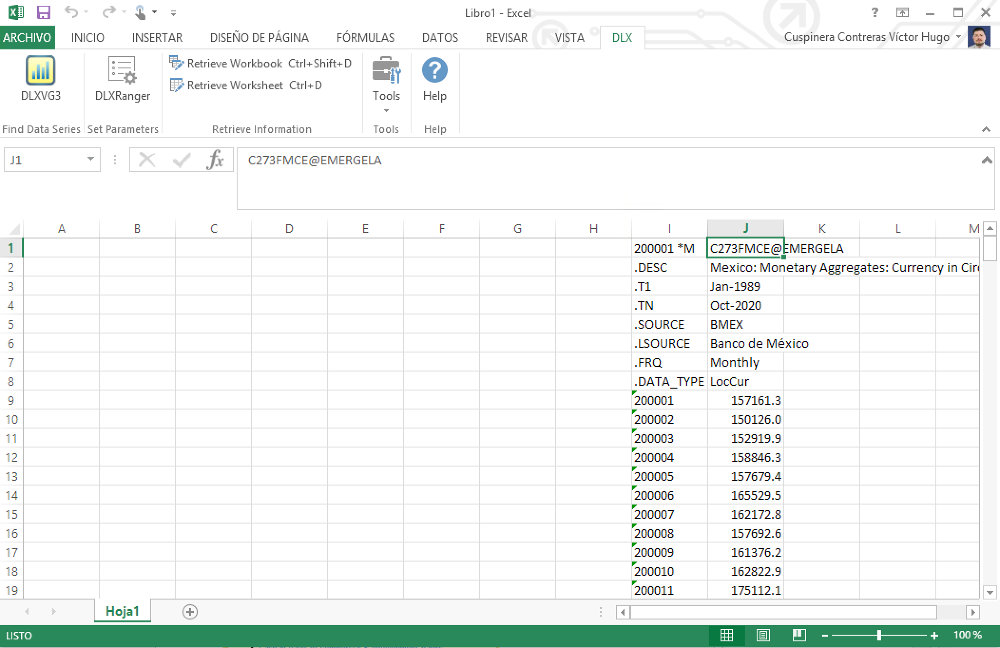 Libro1 - Excel
ARCHIVO INICIO INSERTAR DISEÑO DE PÁGINA FÓRMULAS DATOS REVISAR VISTA DLX Cuspinera Contreras Víctor Hugo
DLXVG3
Find Data Series
DLXRanger
Set Parameters
Retrieve Workbook Ctrl+Shift+D
Retrieve Worksheet Ctrl+D
Retrieve Information
Tools
Tools
Help
Help
J1 fx C273FMCE@EMERGELA
A B C D E F G H I J K L M
1 200001 *M C273FMCE@EMERGELA
2 .DESC Mexico: Monetary Aggregates: Currency in Circ
3 .T1 Jan-1989
4 .TN Oct-2020
5 .SOURCE BMEX
6 .LSOURCE Banco de México
7 .FRQ Monthly
8 .DATA_TYPE LocCur
9 200001 157161.3
10 200002 150126.0
11 200003 152919.9
12 200004 158846.3
13 200005 157679.4
14 200006 165529.5
15 200007 162172.8
16 200008 157692.6
17 200009 161376.2
18 200010 162822.9
19 200011 175112.1
Hoja1
LISTO 100 %